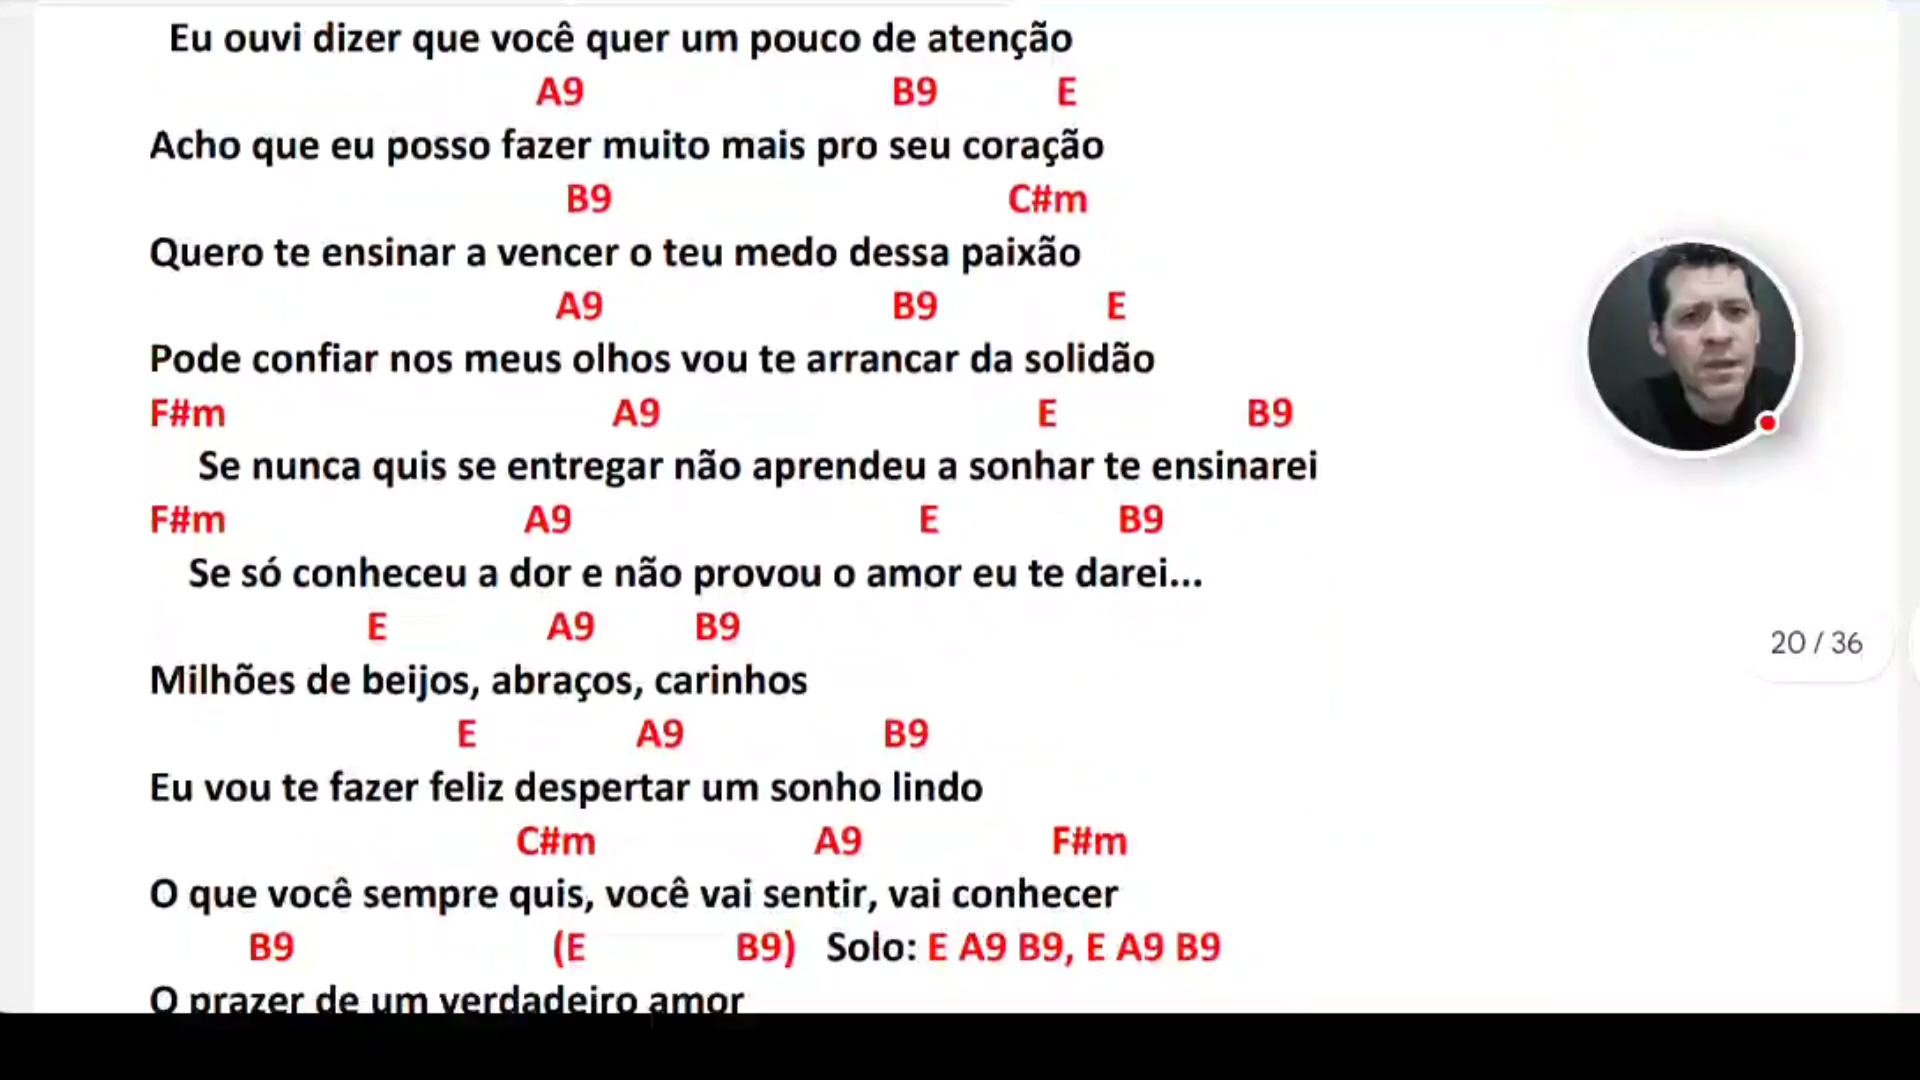 Eu ouvi dizer que você quer um pouco de atenção
A9 B9 E
Acho que eu posso fazer muito mais pro seu coração
B9 C#m
Quero te ensinar a vencer o teu medo dessa paixão
A9 B9 E
Pode confiar nos meus olhos vou te arrancar da solidão
F#m A9 E B9
Se nunca quis se entregar não aprendeu a sonhar te ensinarei
F#m A9 E B9
Se só conheceu a dor e não provou o amor eu te darei...
E A9 B9
Milhões de beijos, abraços, carinhos
E A9 B9
Eu vou te fazer feliz despertar um sonho lindo
C#m A9 F#m
O que você sempre quis, você vai sentir, vai conhecer
B9 (E B9) Solo: E A9 B9, E A9 B9
O prazer de um verdadeiro amor
20 / 36